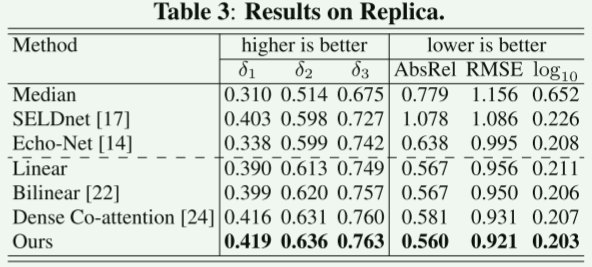 Table 3: Results on Replica.
Method higher is better lower is better
δ1 δ2 δ3 AbsRel RMSE log10
Median 0.310 0.514 0.675 0.779 1.156 0.652
SELDnet [17] 0.403 0.598 0.727 1.078 1.086 0.226
Echo-Net [14] 0.338 0.599 0.742 0.638 0.995 0.208
Linear 0.390 0.613 0.749 0.567 0.956 0.211
Bilinear [22] 0.399 0.620 0.757 0.567 0.950 0.206
Dense Co-attention [24] 0.416 0.631 0.760 0.581 0.931 0.207
Ours 0.419 0.636 0.763 0.560 0.921 0.203